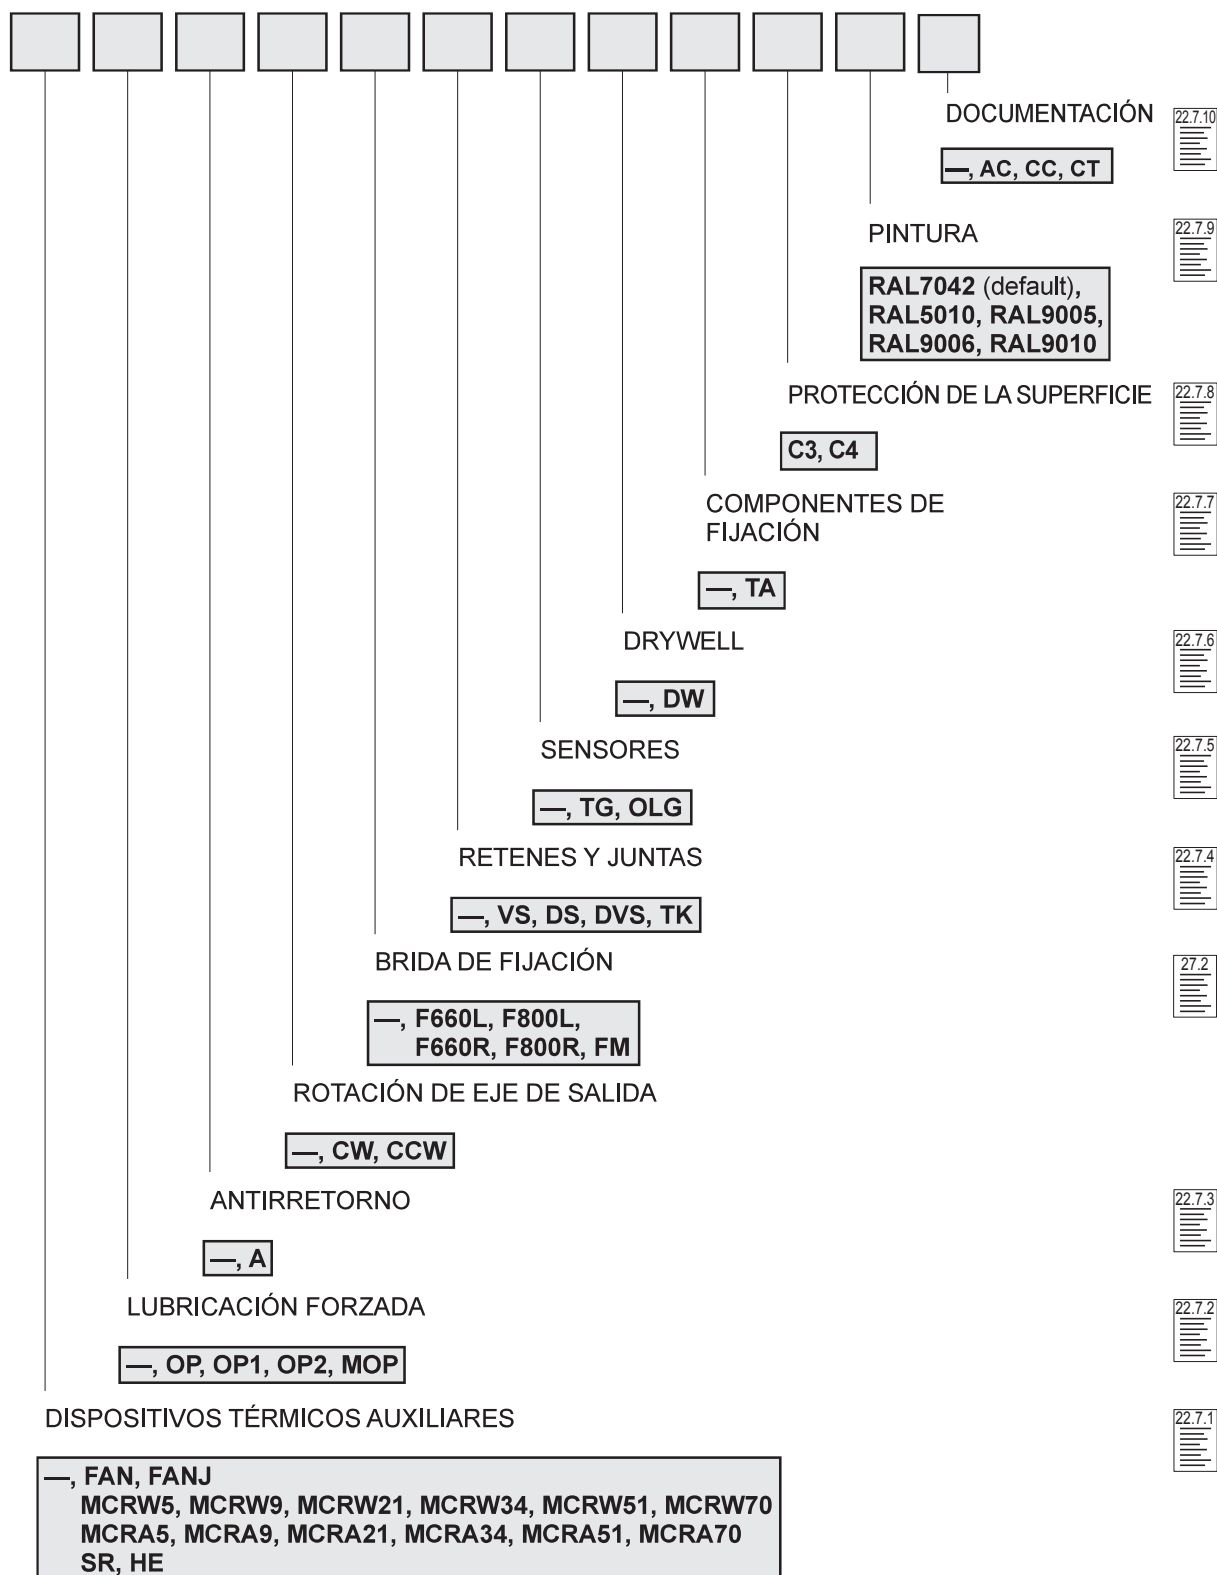 DOCUMENTACIÓN
22.7.10
—, AC, CC, CT
PINTURA
22.7.9
RAL7042 (default),
RAL5010, RAL9005,
RAL9006, RAL9010
PROTECCIÓN DE LA SUPERFICIE
22.7.8
C3, C4
COMPONENTES DE
FIJACIÓN
22.7.7
—, TA
DRYWELL
22.7.6
—, DW
SENSORES
22.7.5
—, TG, OLG
RETENES Y JUNTAS
22.7.4
—, VS, DS, DVS, TK
BRIDA DE FIJACIÓN
27.2
—, F660L, F800L,
F660R, F800R, FM
ROTACIÓN DE EJE DE SALIDA
—, CW, CCW
ANTIRRETORNO
22.7.3
—, A
LUBRICACIÓN FORZADA
22.7.2
—, OP, OP1, OP2, MOP
DISPOSITIVOS TÉRMICOS AUXILIARES
22.7.1
—, FAN, FANJ
MCRW5, MCRW9, MCRW21, MCRW34, MCRW51, MCRW70
MCRA5, MCRA9, MCRA21, MCRA34, MCRA51, MCRA70
SR, HE